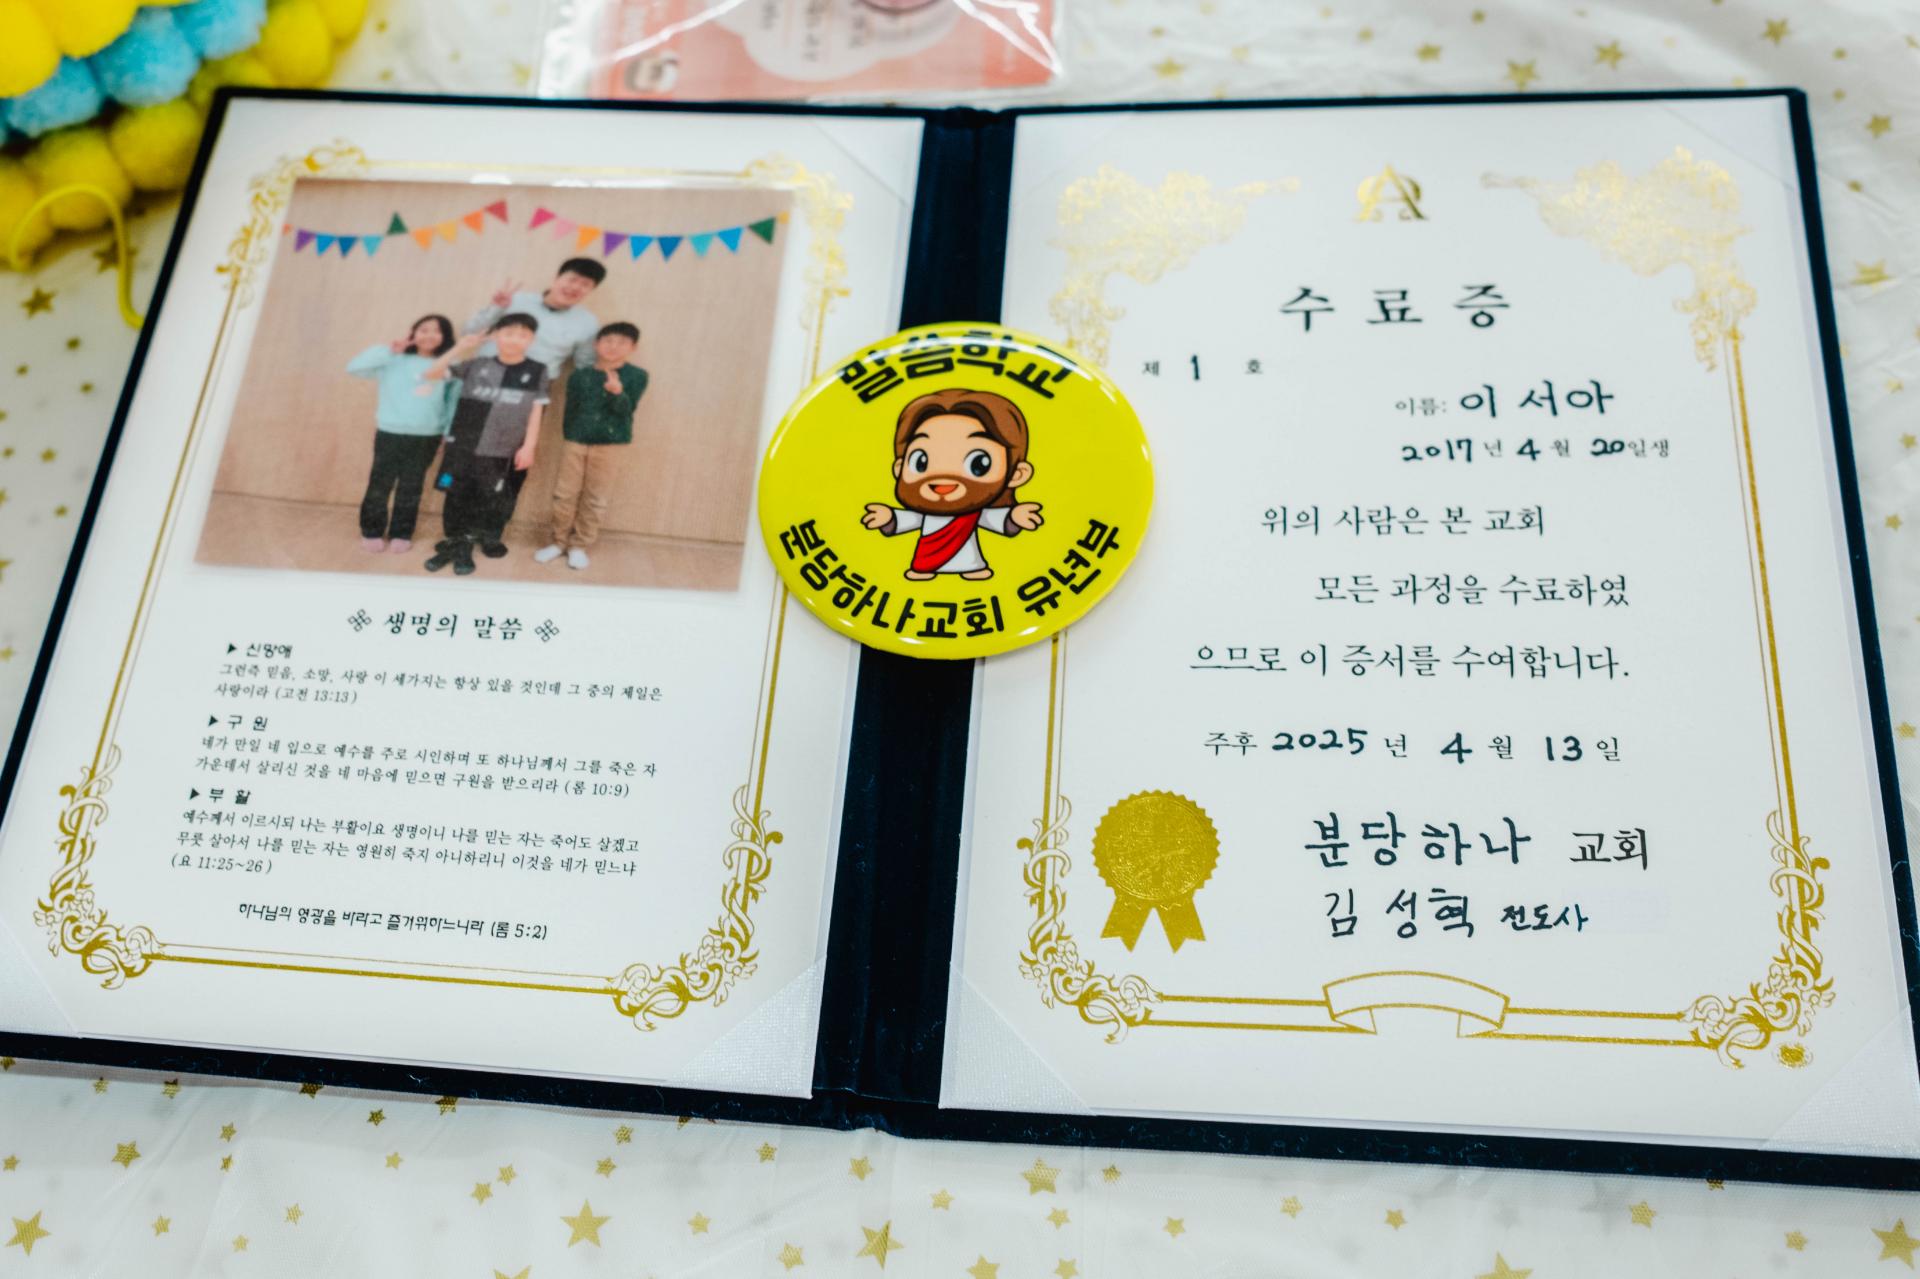 생명의 말씀
▶ 신망애
그런즉 믿음, 소망, 사랑 이 세가지는 항상 있을 것인데 그 중의 제일은
사랑이라 (고전 13:13)
▶ 구 원
네가 만일 네 입으로 예수를 주로 시인하며 또 하나님께서 그를 죽은 자
가운데서 살리신 것을 네 마음에 믿으면 구원을 받으리라 (롬 10:9)
▶ 부 활
예수께서 이르시되 나는 부활이요 생명이니 나를 믿는 자는 죽어도 살겠고
무릇 살아서 나를 믿는 자는 영원히 죽지 아니하리니 이것을 네가 믿느냐
(요 11:25~26)
하나님의 영광을 바라고 즐거워하느니라 (롬 5:2)
말씀학교
분당하나교회 유년부
수료증
제 1 호
이름: 이 서아
2017년 4월 20일생
위의 사람은 본 교회
모든 과정을 수료하였
으므로 이 증서를 수여합니다.
주후 2025년 4월 13일
분당하나 교회
김성혁 전도사